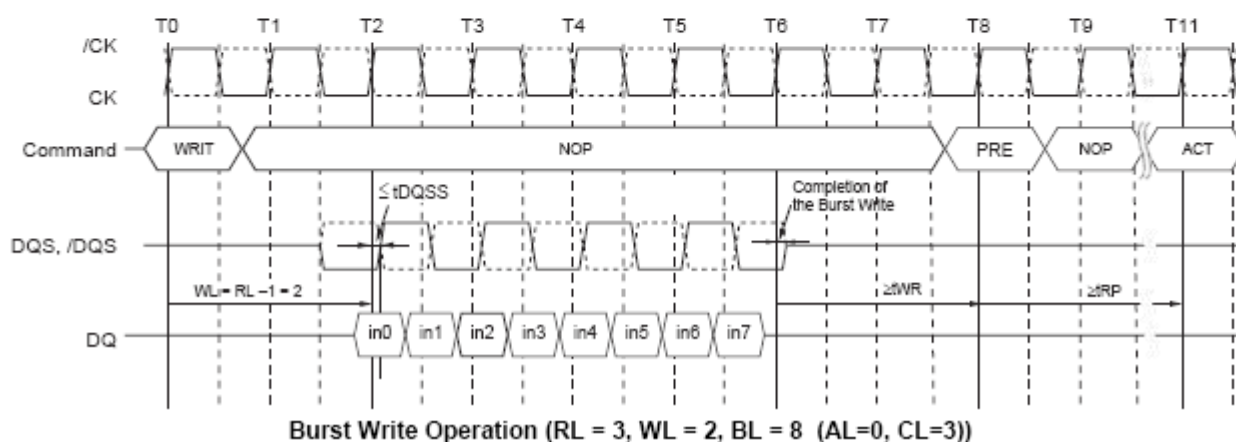 T0 T1 T2 T3 T4 T5 T6 T7 T8 T9 T11
/CK
CK
Command WRIT NOP PRE NOP ACT
≤ tDQSS
Completion of
the Burst Write
DQS, /DQS
WL = RL –1 = 2 ≥tWR ≥tRP
DQ in0 in1 in2 in3 in4 in5 in6 in7
Burst Write Operation (RL = 3, WL = 2, BL = 8 (AL=0, CL=3))